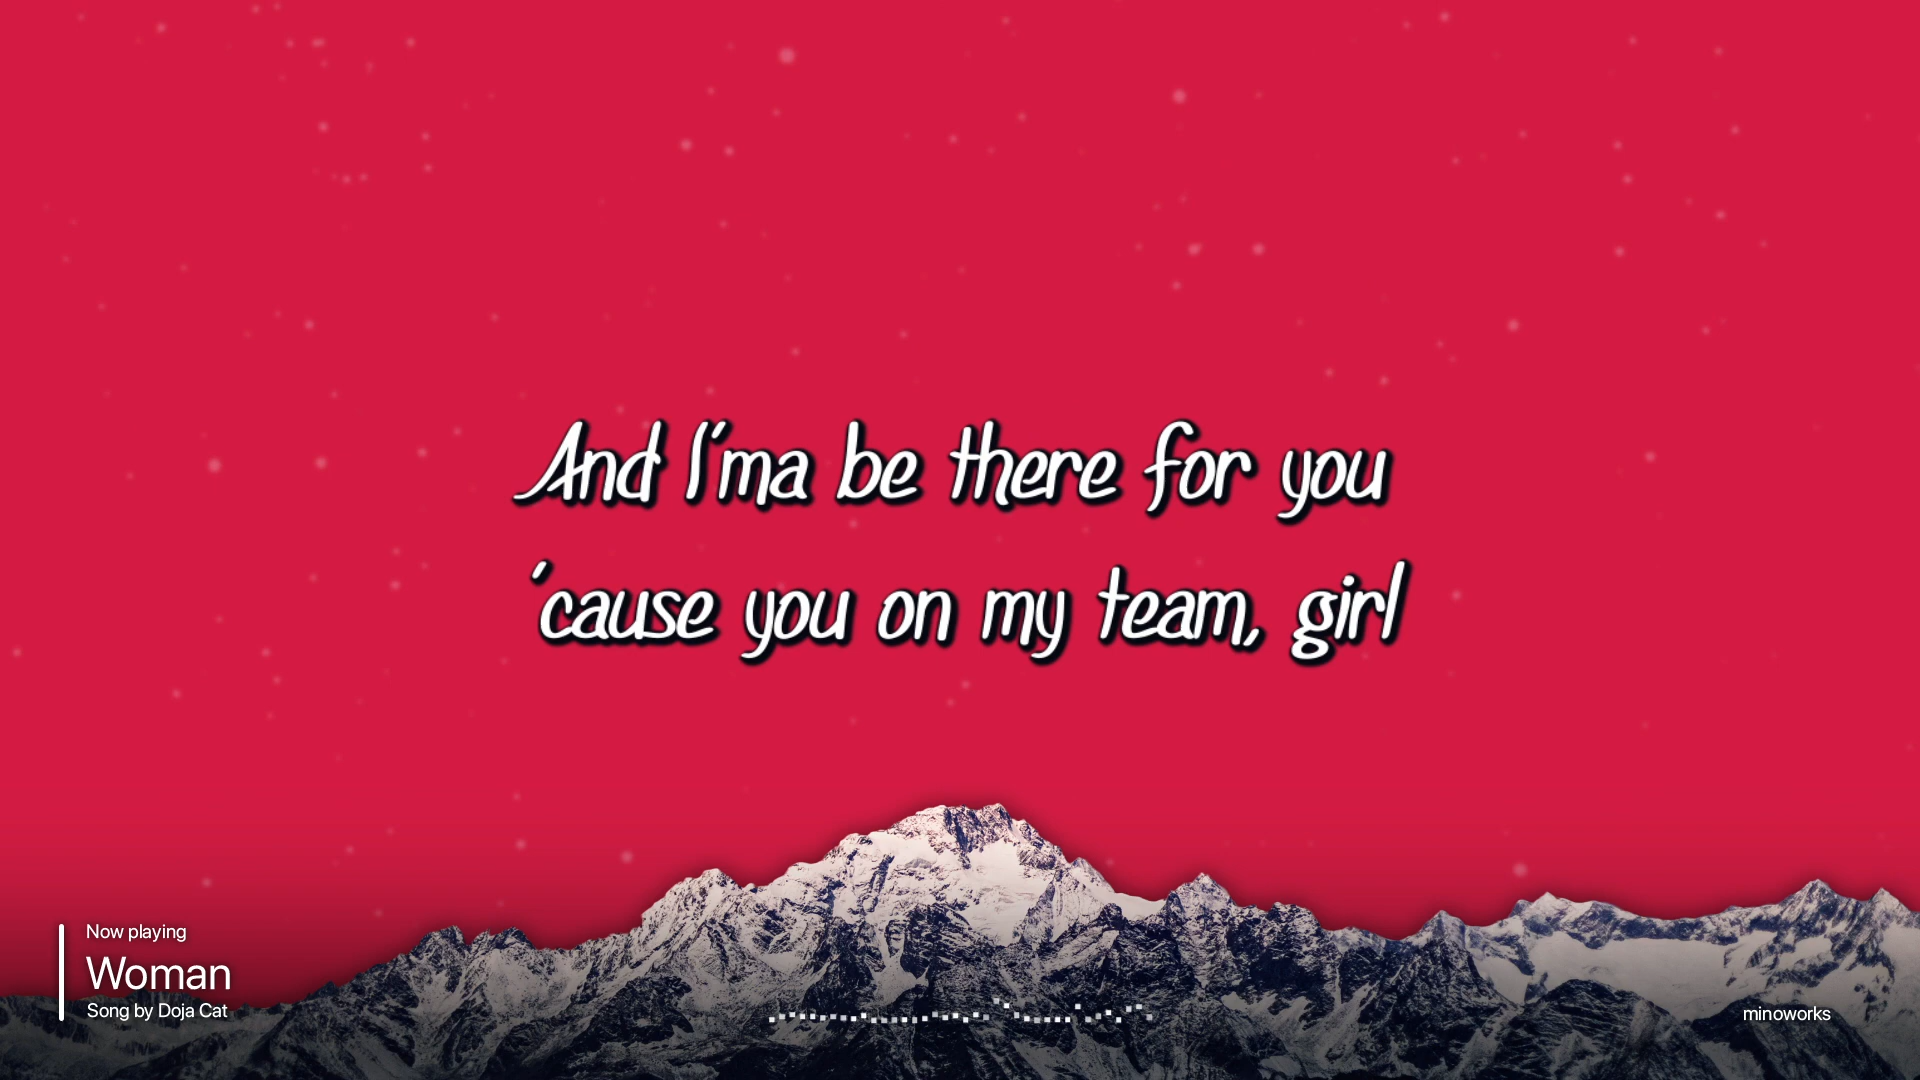 And I'ma be there for you
'cause you on my team, girl
Now playing
Woman
Song by Doja Cat
minoworks